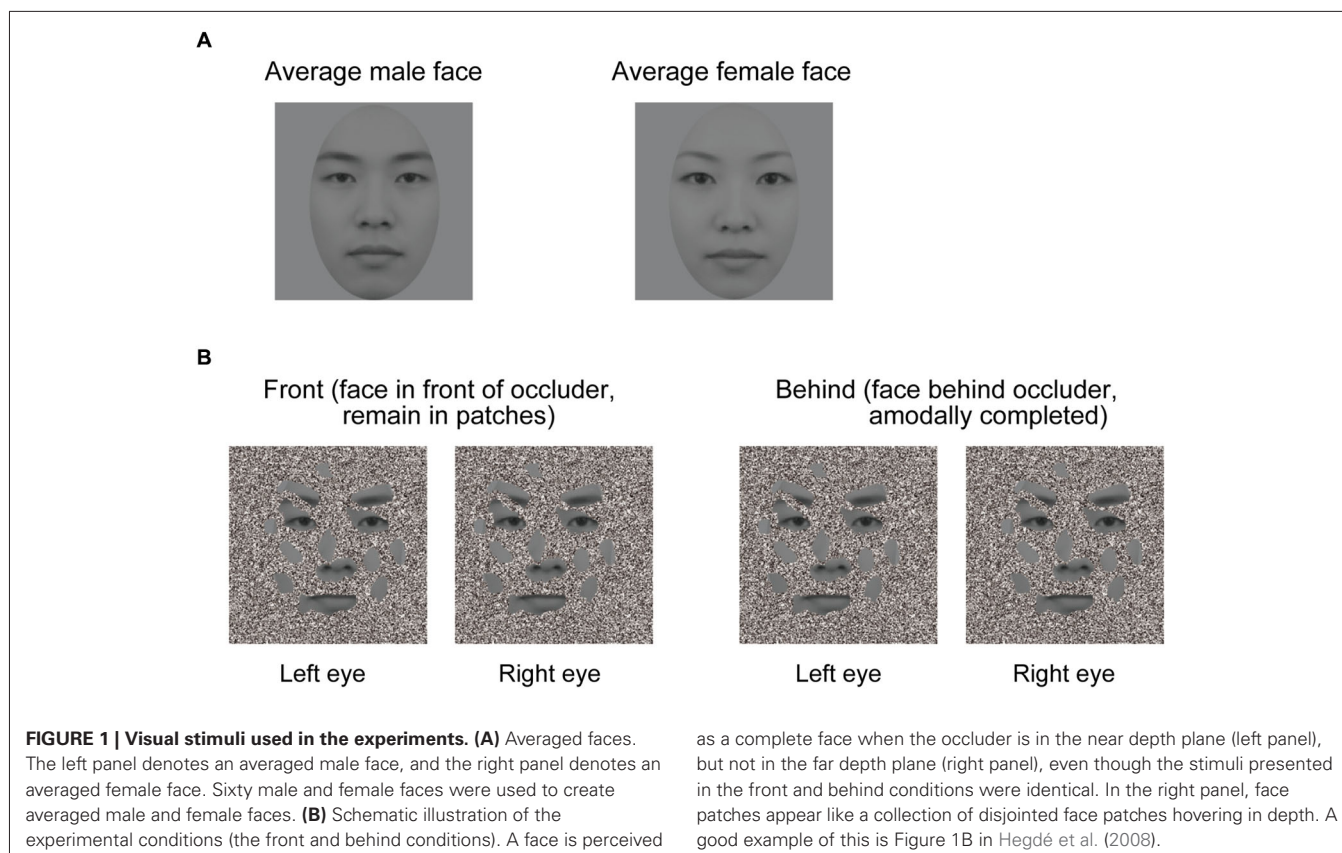 A
Average male face
Average female face
B
Front (face in front of occluder,
remain in patches)
Behind (face behind occluder,
amodally completed)
Left eye
Right eye
Left eye
Right eye
FIGURE 1 | Visual stimuli used in the experiments. (A) Averaged faces.
The left panel denotes an averaged male face, and the right panel denotes an
averaged female face. Sixty male and female faces were used to create
averaged male and female faces. (B) Schematic illustration of the
experimental conditions (the front and behind conditions). A face is perceived
as a complete face when the occluder is in the near depth plane (left panel),
but not in the far depth plane (right panel), even though the stimuli presented
in the front and behind conditions were identical. In the right panel, face
patches appear like a collection of disjointed face patches hovering in depth. A
good example of this is Figure 1B in Hegdé et al. (2008).